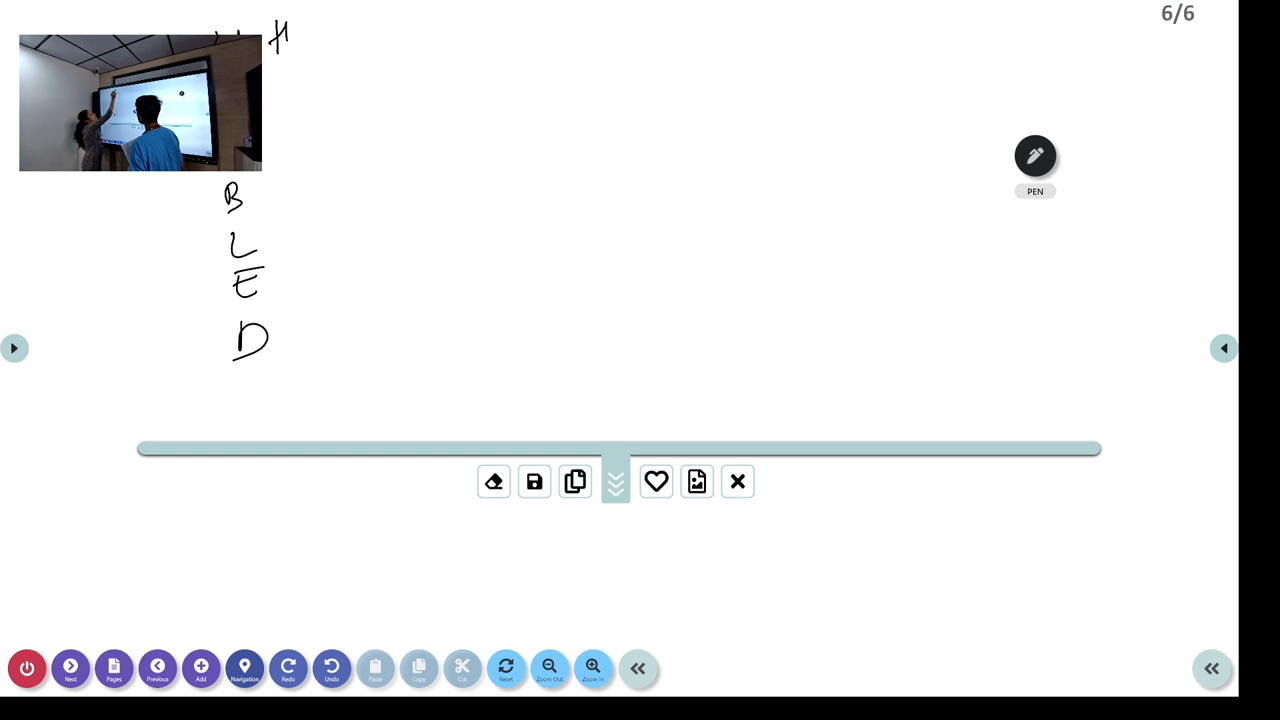 6/6
H
PEN
B
L
E
D
Next
Pages
Previous
Add
Navigation
Redo
Undo
Paste
Copy
Cut
Reset
Zoom Out
Zoom In